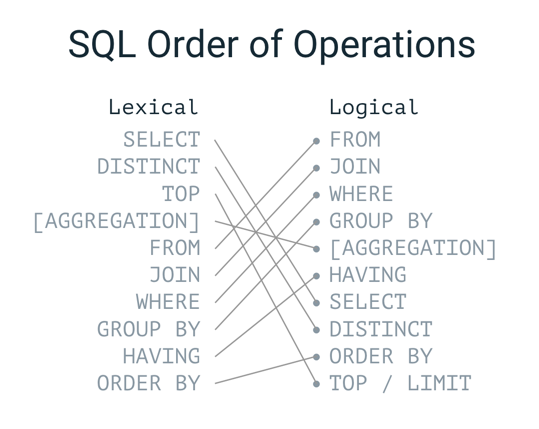 SQL Order of Operations
Lexical
SELECT
DISTINCT
TOP
[AGGREGATION]
FROM
JOIN
WHERE
GROUP BY
HAVING
ORDER BY
Logical
FROM
JOIN
WHERE
GROUP BY
[AGGREGATION]
HAVING
SELECT
DISTINCT
ORDER BY
TOP / LIMIT